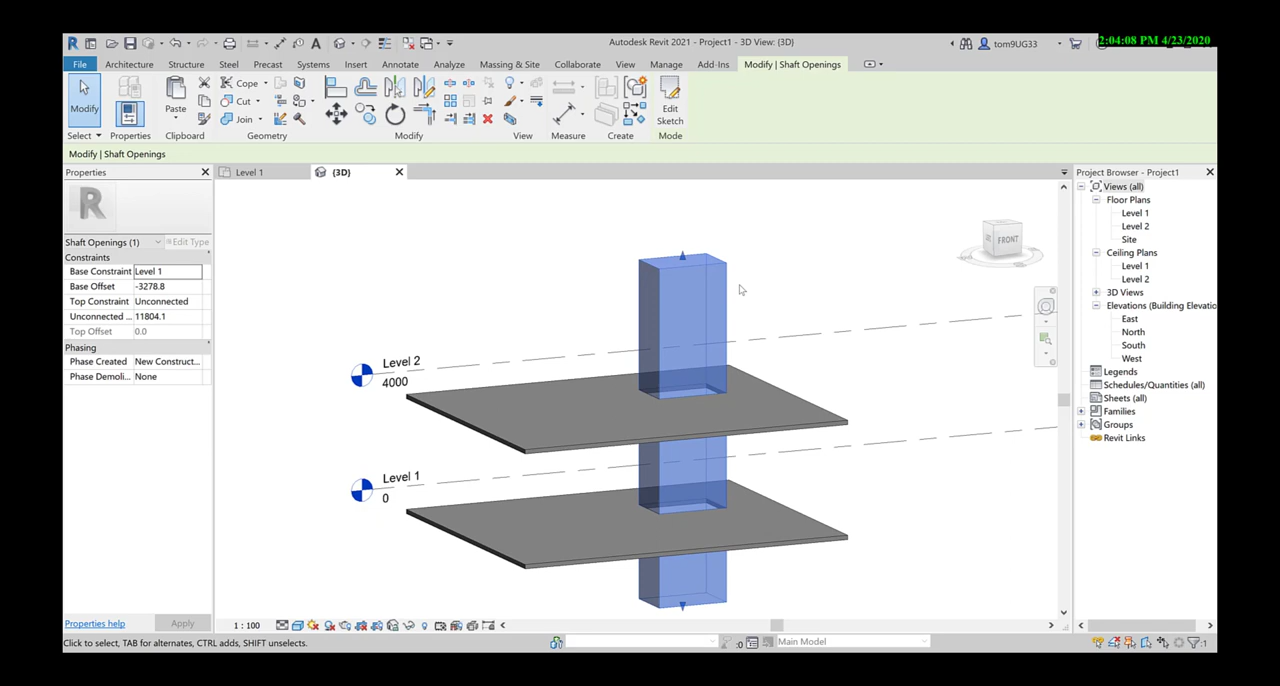 Autodesk Revit 2021 - Project1 - 3D View: {3D}
tom9UG33
2:04:08 PM 4/23/2020
File Architecture Structure Steel Precast Systems Insert Annotate Analyze Massing & Site Collaborate View Manage Add-Ins Modify | Shaft Openings
Modify
Paste
Cope
Cut
Join
Edit
Sketch
Select Properties Clipboard Geometry Modify View Measure Create Mode
Modify | Shaft Openings
Properties
Level 1
{3D}
Project Browser - Project1
R
Shaft Openings (1) Edit Type
Constraints
Base Constraint Level 1
Base Offset -3278.8
Top Constraint Unconnected
Unconnected ... 11804.1
Top Offset 0.0
Phasing
Phase Created New Construct...
Phase Demoli... None
Properties help Apply
Level 2
4000
Level 1
0
FRONT
Views (all)
Floor Plans
Level 1
Level 2
Site
Ceiling Plans
Level 1
Level 2
3D Views
Elevations (Building Elevatio
East
North
South
West
Legends
Schedules/Quantities (all)
Sheets (all)
Families
Groups
Revit Links
1 : 100
Click to select, TAB for alternates, CTRL adds, SHIFT unselects.
:0
Main Model
:1